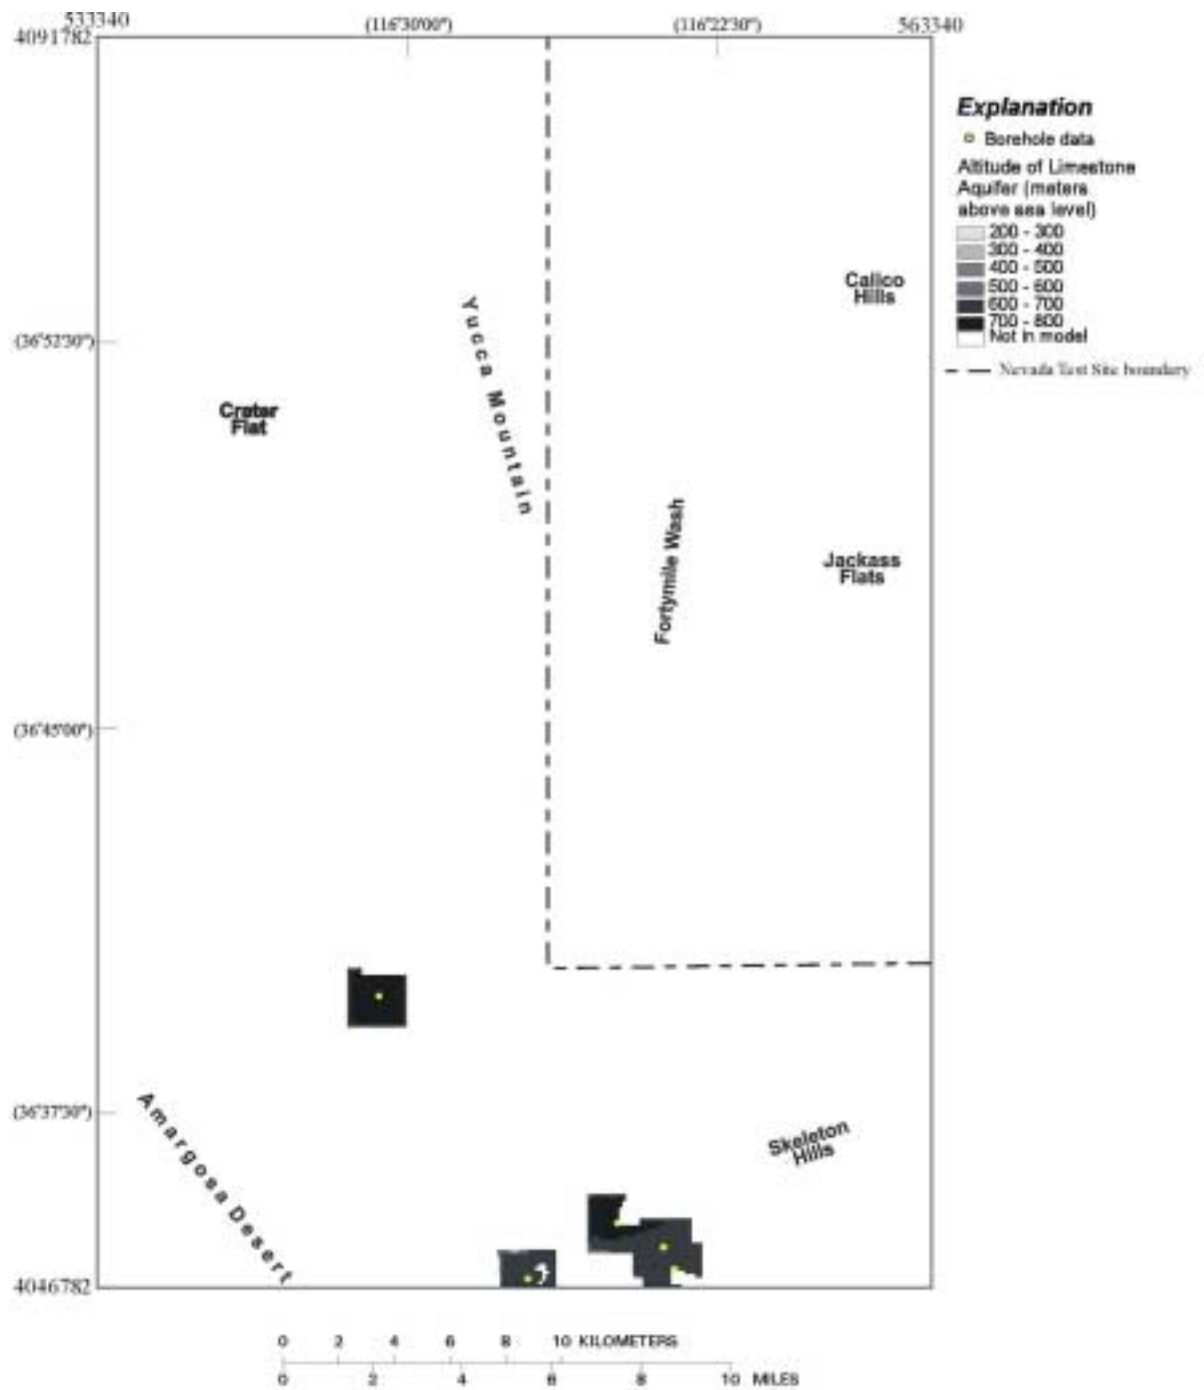 533340 (116°30'00") (116°22'30") 563340
4091782
Explanation
Borehole data
Altitude of Limestone
Aquifer (meters
above sea level)
200 - 300
300 - 400
400 - 500
500 - 600
600 - 700
700 - 800
Not in model
Nevada Test Site boundary
Calico
Hills
Yucca Mountain
(36°52'30")
Crater
Flat
Fortymile Wash
Jackass
Flats
(36°45'00")
(36°37'30")
Amargosa Desert
Skeleton
Hills
4046782
0 2 4 6 8 10 KILOMETERS
0 2 4 6 8 10 MILES